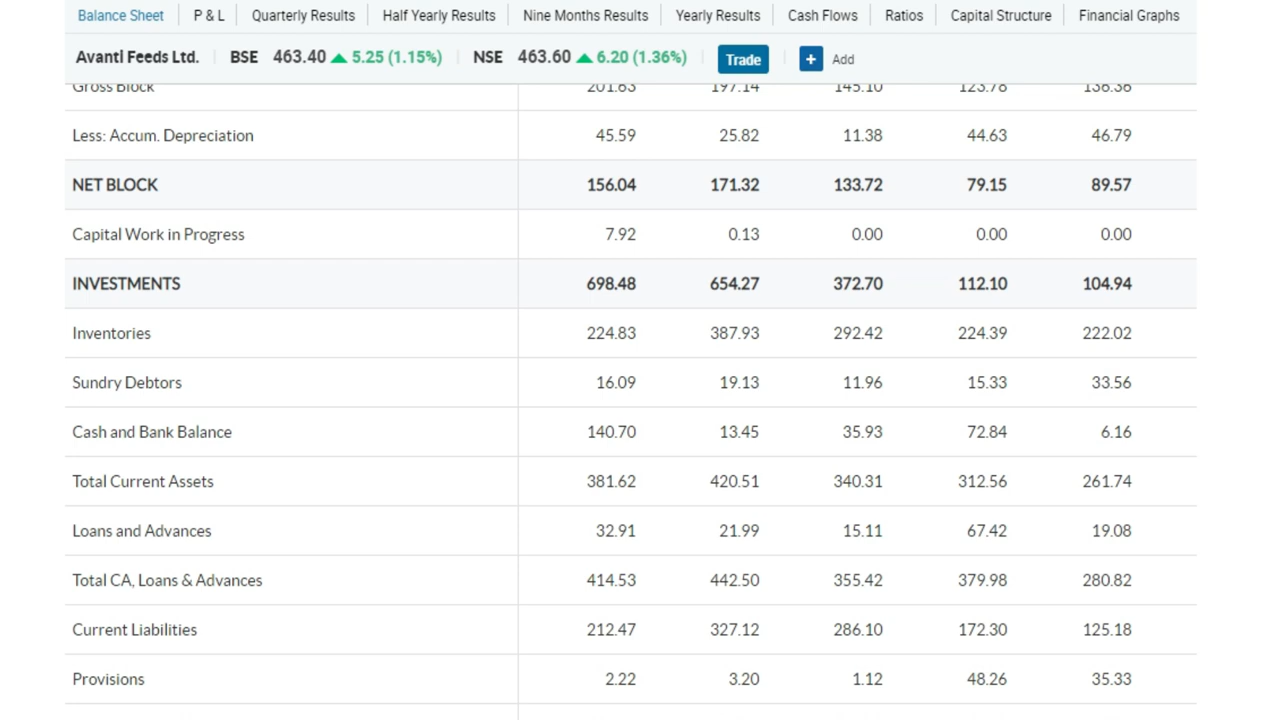 Balance Sheet P & L Quarterly Results Half Yearly Results Nine Months Results Yearly Results Cash Flows Ratios Capital Structure Financial Graphs
Avanti Feeds Ltd. BSE 463.40 5.25 (1.15%) NSE 463.60 6.20 (1.36%) Trade + Add
Gross Block 201.63 197.14 145.10 123.78 136.36
Less: Accum. Depreciation 45.59 25.82 11.38 44.63 46.79
NET BLOCK 156.04 171.32 133.72 79.15 89.57
Capital Work in Progress 7.92 0.13 0.00 0.00 0.00
INVESTMENTS 698.48 654.27 372.70 112.10 104.94
Inventories 224.83 387.93 292.42 224.39 222.02
Sundry Debtors 16.09 19.13 11.96 15.33 33.56
Cash and Bank Balance 140.70 13.45 35.93 72.84 6.16
Total Current Assets 381.62 420.51 340.31 312.56 261.74
Loans and Advances 32.91 21.99 15.11 67.42 19.08
Total CA, Loans & Advances 414.53 442.50 355.42 379.98 280.82
Current Liabilities 212.47 327.12 286.10 172.30 125.18
Provisions 2.22 3.20 1.12 48.26 35.33